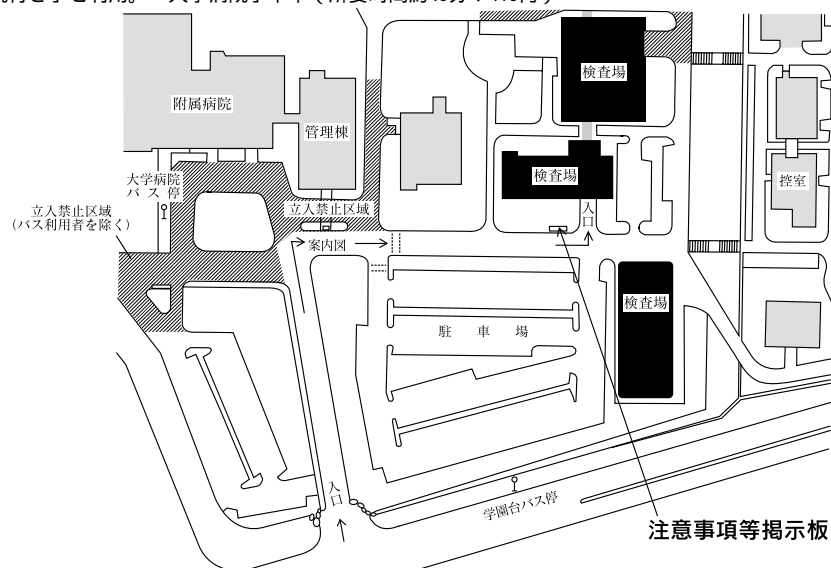 検査場
附属病院
管理棟
大学病院
バス停
検査場
控室
立入禁止区域
(バス利用者を除く)
立入禁止区域
入口
案内図
検査場
駐車場
入口
学園台バス停
注意事項等掲示板